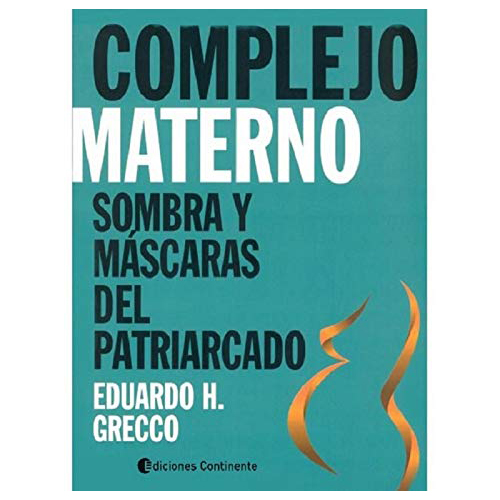 COMPLEJO
MATERNO
SOMBRA Y
MÁSCARAS
DEL
PATRIARCADO
EDUARDO H.
GRECCO
Ediciones Continente